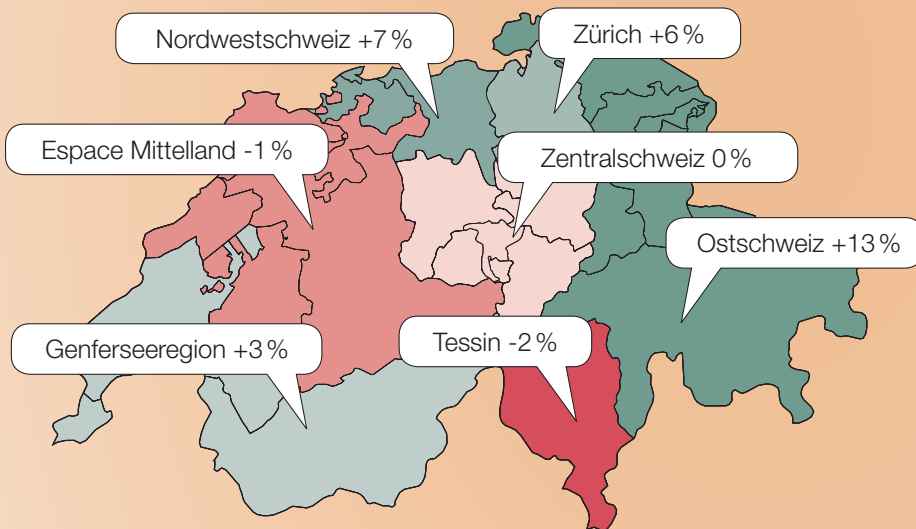 Nordwestschweiz +7 %
Zürich +6 %
Espace Mittelland -1 %
Zentralschweiz 0 %
Ostschweiz +13 %
Genferseeregion +3 %
Tessin -2 %